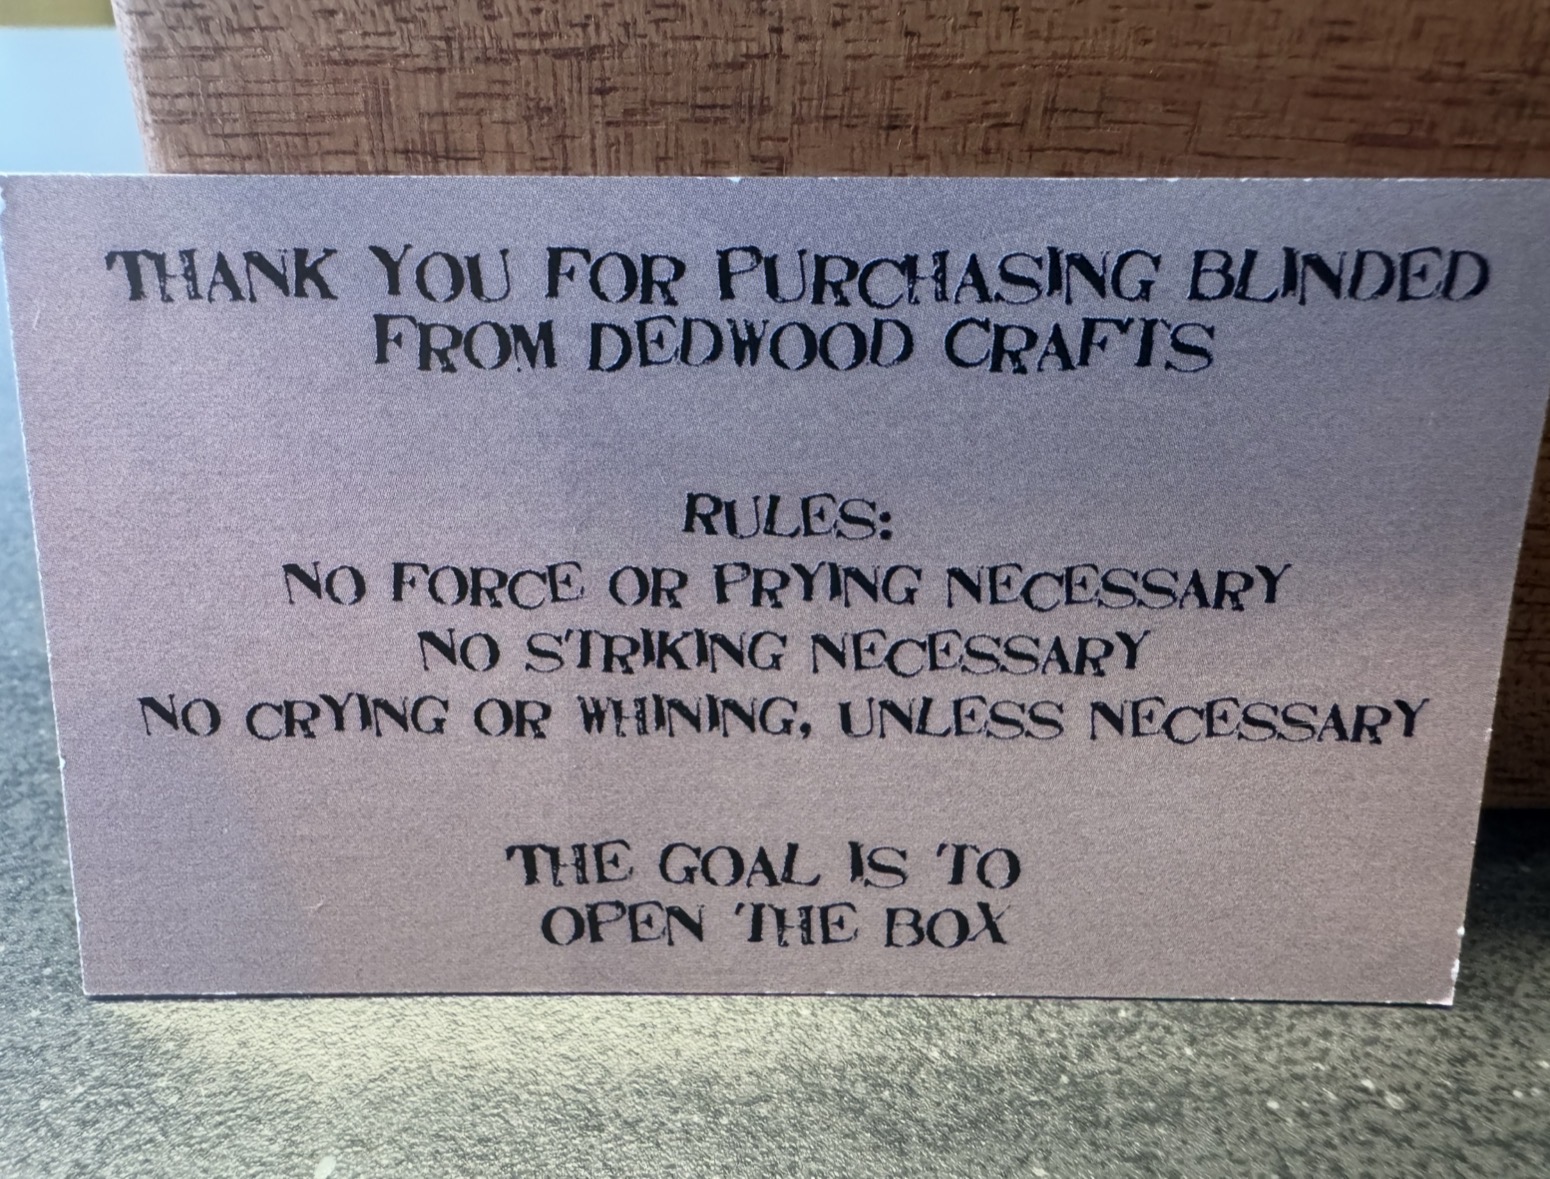 THANK YOU FOR PURCHASING BLINDED
FROM DEDWOOD CRAFTS
RULES:
NO FORCE OR PRYING NECESSARY
NO STRIKING NECESSARY
NO CRYING OR WHINING, UNLESS NECESSARY
THE GOAL IS TO
OPEN THE BOX